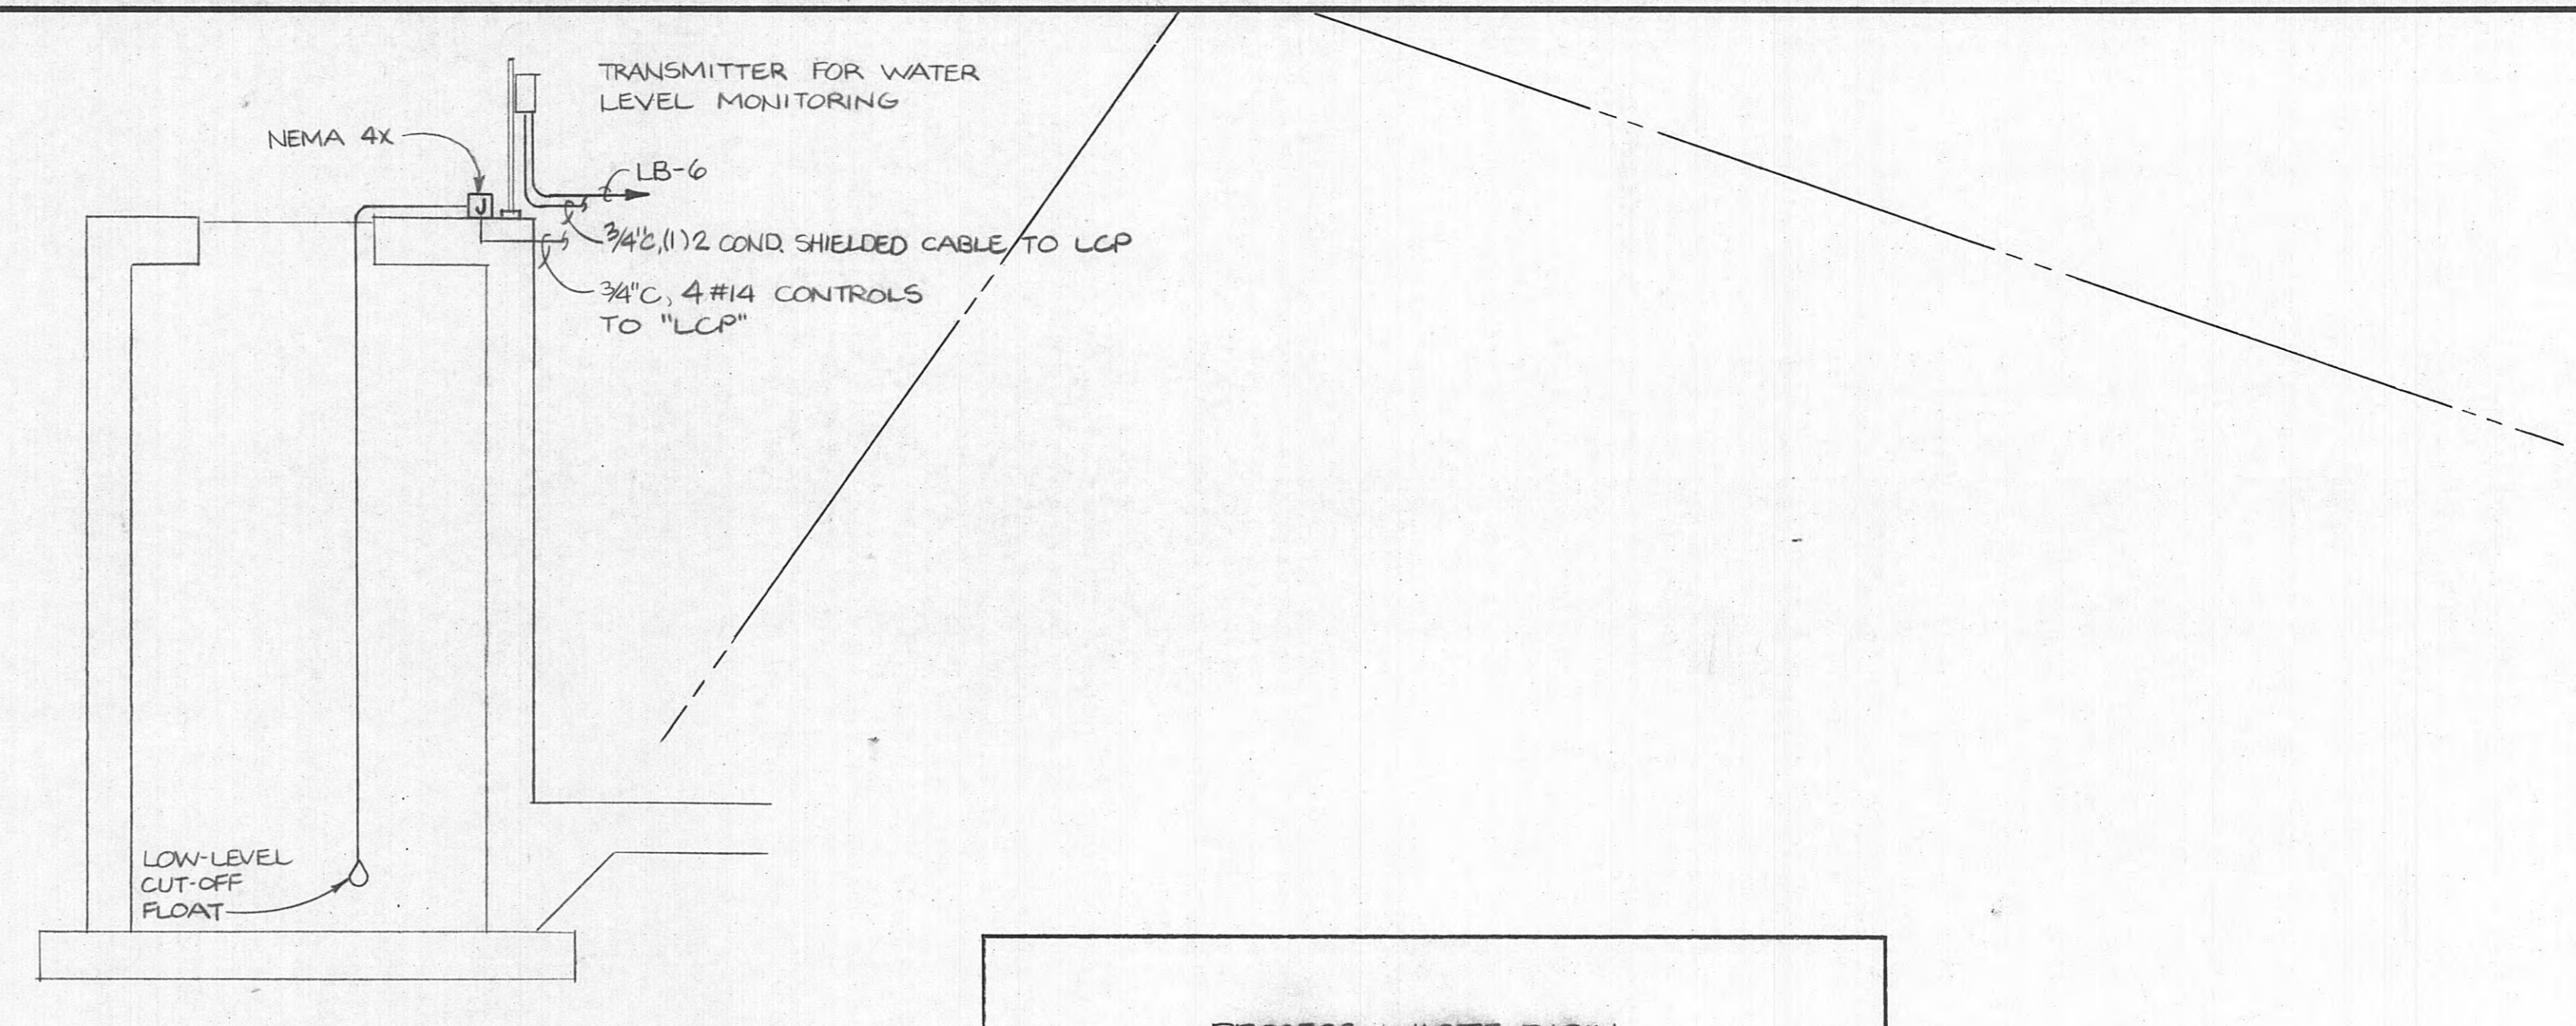 TRANSMITTER FOR WATER
LEVEL MONITORING
NEMA 4X
LB-6
J
3/4"C,(1)2 COND. SHIELDED CABLE TO LCP
3/4"C, 4 #14 CONTROLS
TO "LCP"
LOW-LEVEL
CUT-OFF
FLOAT